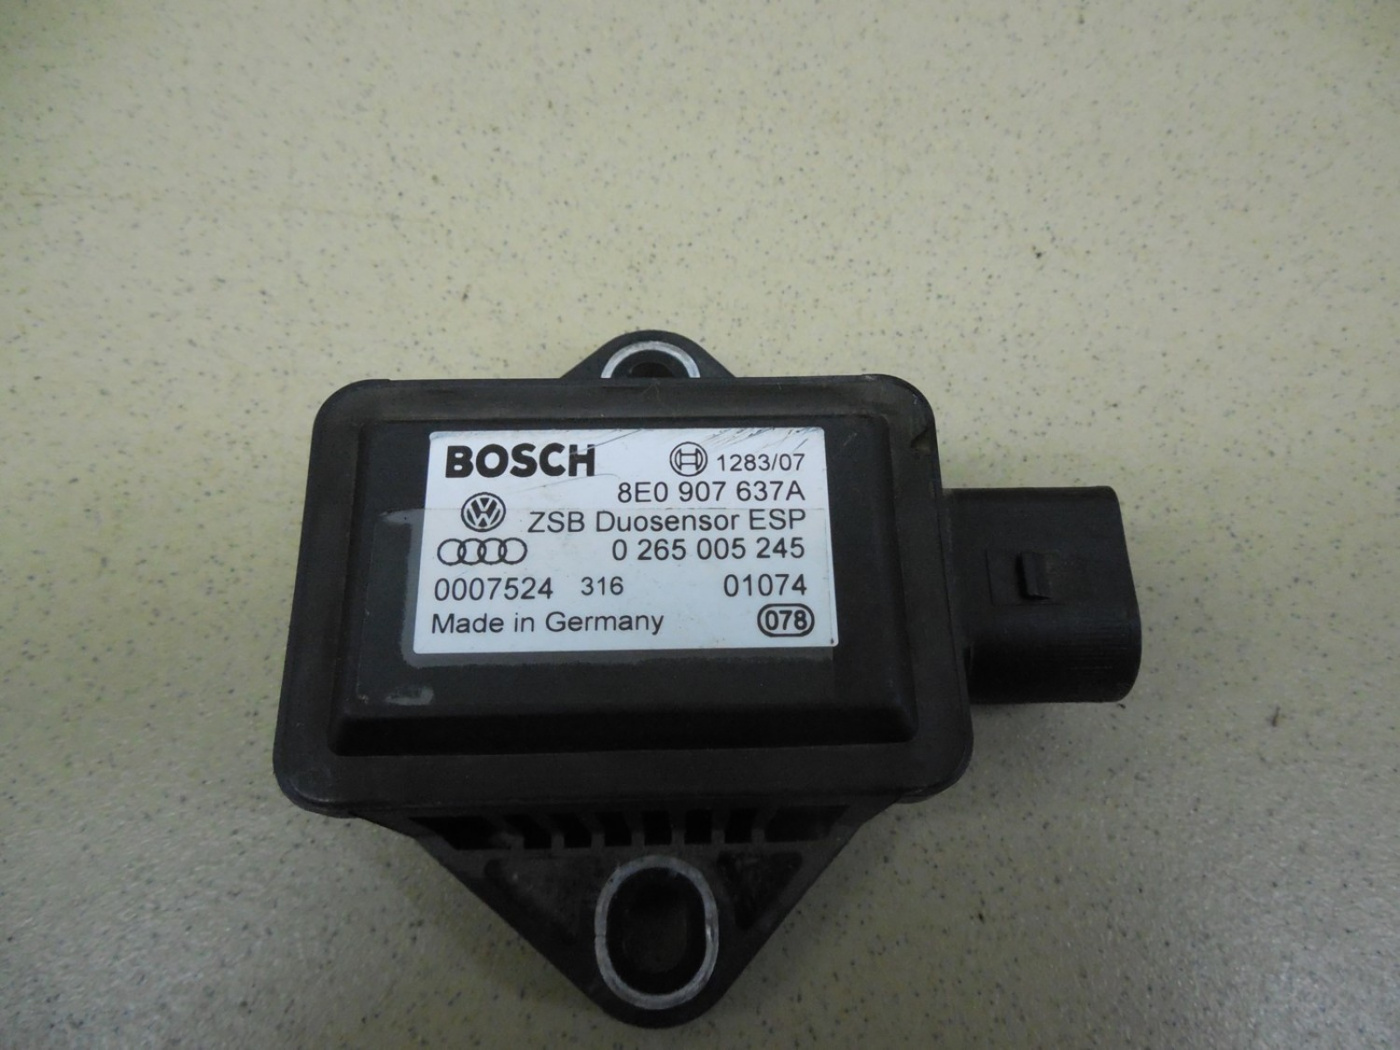 BOSCH 1283/07
8E0 907 637A
ZSB Duosensor ESP
0 265 005 245
0007524 316 01074
Made in Germany 078